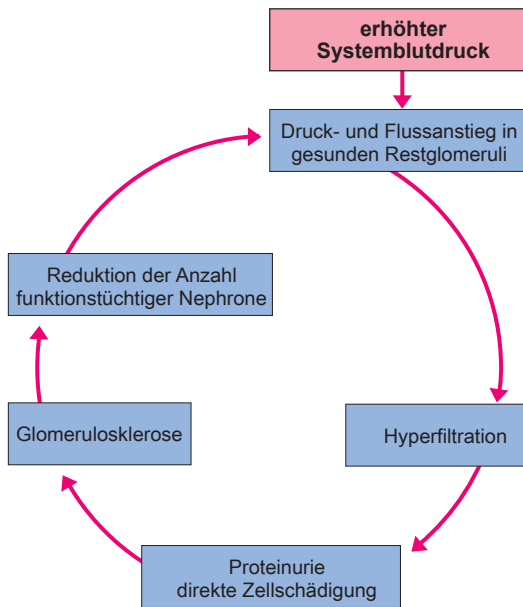 erhöhter
Systemblutdruck
Druck- und Flussanstieg in
gesunden Restglomeruli
Hyperfiltration
Proteinurie
direkte Zellschädigung
Glomerulosklerose
Reduktion der Anzahl
funktionstüchtiger Nephrone